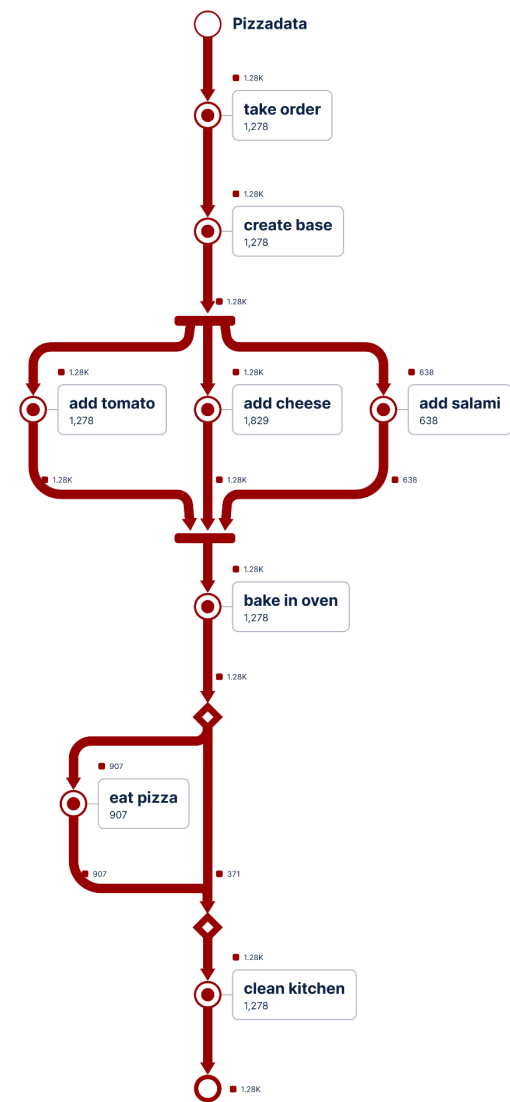 Pizzadata
1.28K
take order
1,278
1.28K
create base
1,278
1.28K
1.28K
1.28K
638
add tomato
1,278
add cheese
1,829
add salami
638
1.28K
1.28K
638
1.28K
bake in oven
1,278
1.28K
907
eat pizza
907
907
371
1.28K
clean kitchen
1,278
1.28K